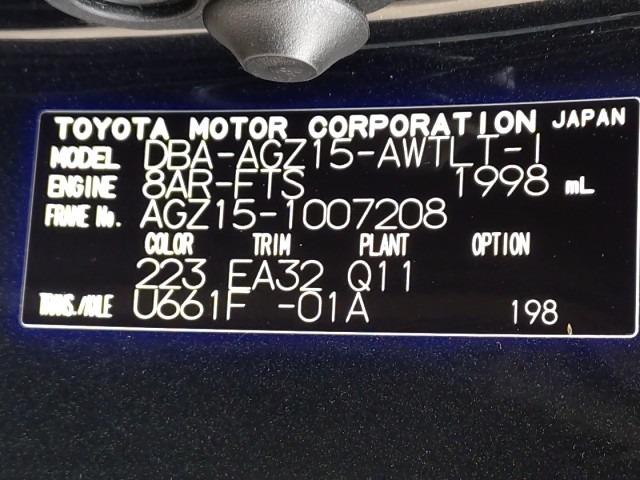 TOYOTA MOTOR CORPORATION JAPAN
MODEL DBA-AGZ15-AWTLT-1
ENGINE 8AR-FTS 1998 mL
FRAME No. AGZ15-1007208
COLOR TRIM PLANT OPTION
223 EA32 Q11
TRANS./AXLE U661F -01A 198